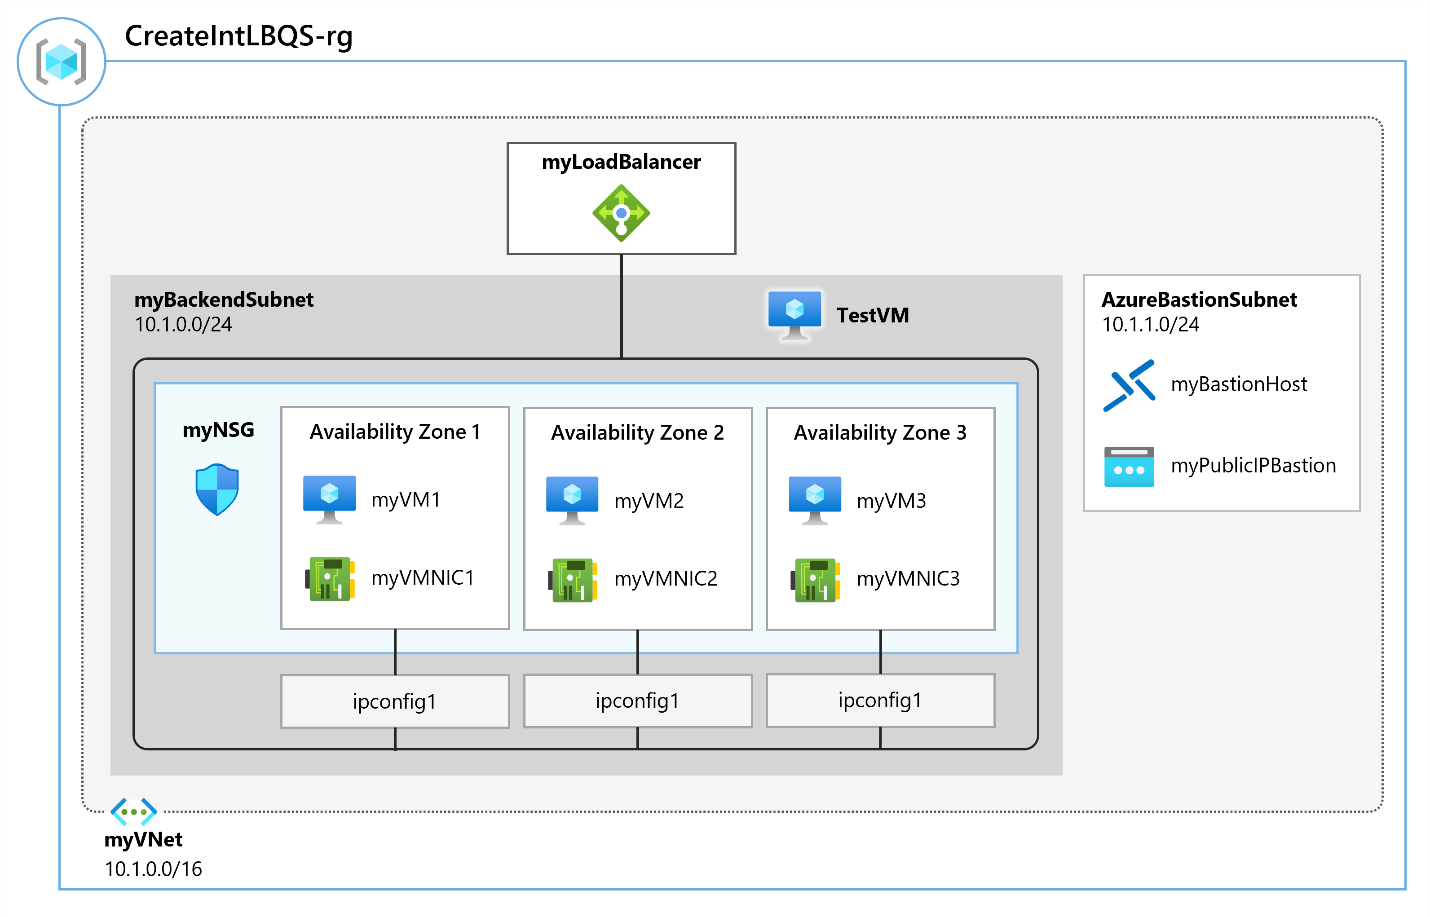 CreateIntLBQS-rg
myLoadBalancer
myBackendSubnet
10.1.0.0/24
TestVM
AzureBastionSubnet
10.1.1.0/24
myBastionHost
myPublicIPBastion
myNSG
Availability Zone 1
myVM1
myVMNIC1
Availability Zone 2
myVM2
myVMNIC2
Availability Zone 3
myVM3
myVMNIC3
ipconfig1
ipconfig1
ipconfig1
myVNet
10.1.0.0/16